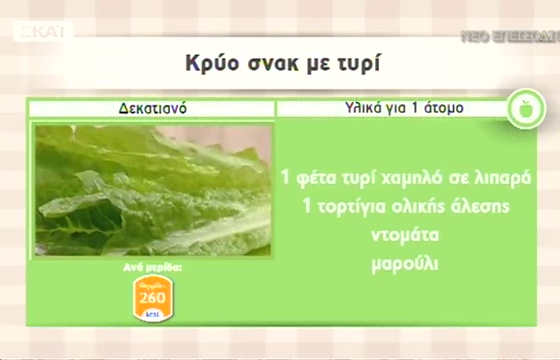 ΣΚΑΪ
ΝΕΟ ΕΠΕΙΣΟΔΙΟ
Κρύο σνακ με τυρί
Δεκατιανό
Υλικά για 1 άτομο
1 φέτα τυρί χαμηλό σε λιπαρά
1 τορτίγια ολικής άλεσης
ντομάτα
μαρούλι
Ανά μερίδα:
260
kcal